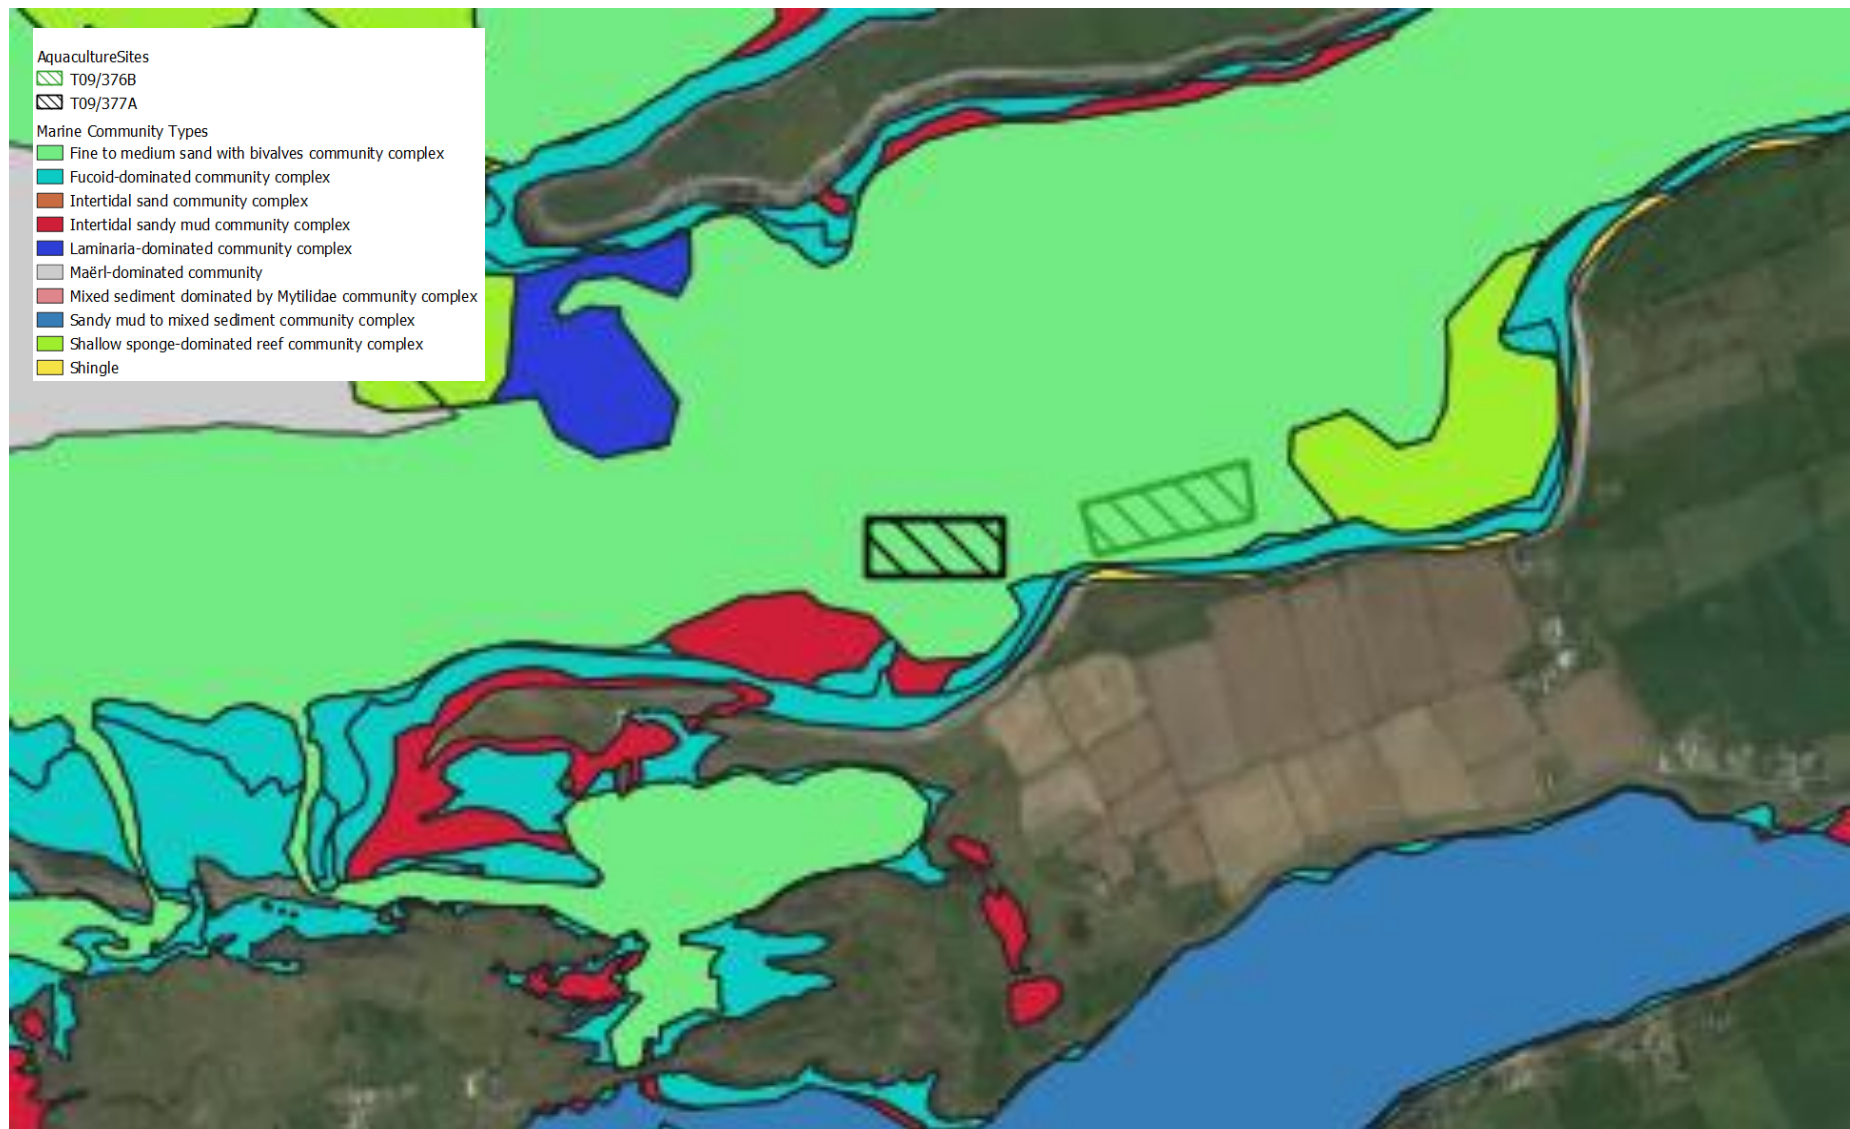 AquacultureSites
T09/376B
T09/377A
Marine Community Types
Fine to medium sand with bivalves community complex
Fucoid-dominated community complex
Intertidal sand community complex
Intertidal sandy mud community complex
Laminaria-dominated community complex
Maërl-dominated community
Mixed sediment dominated by Mytilidae community complex
Sandy mud to mixed sediment community complex
Shallow sponge-dominated reef community complex
Shingle